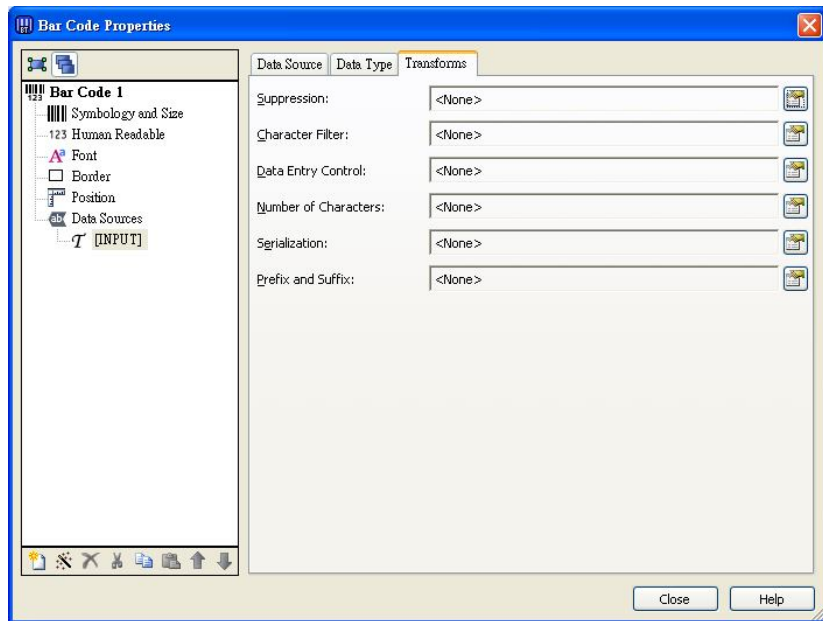 Bar Code Properties
Data Source Data Type Transforms
Bar Code 1
Symbology and Size
123 Human Readable
Font
Border
Position
Data Sources
[INPUT]
Suppression: <None>
Character Filter: <None>
Data Entry Control: <None>
Number of Characters: <None>
Serialization: <None>
Prefix and Suffix: <None>
Close Help